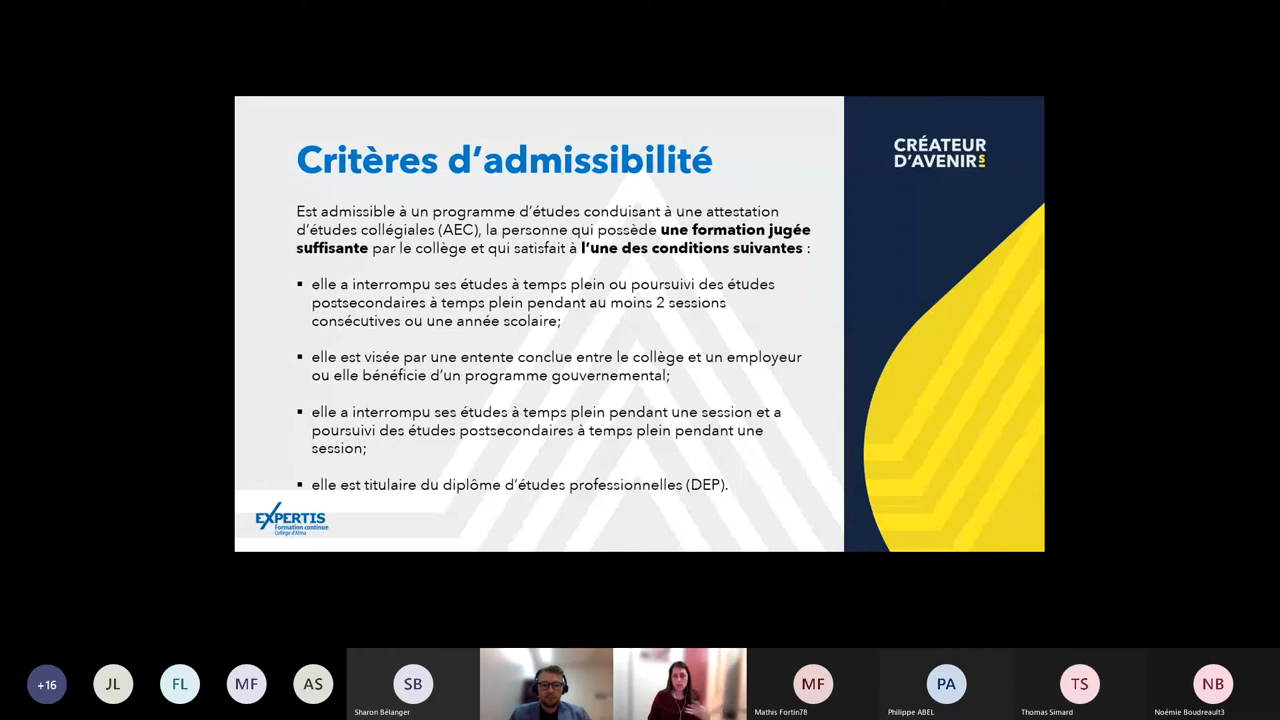 CRÉATEUR
D'AVENIRS
Critères d'admissibilité
Est admissible à un programme d'études conduisant à une attestation
d'études collégiales (AEC), la personne qui possède une formation jugée
suffisante par le collège et qui satisfait à l'une des conditions suivantes :
▪ elle a interrompu ses études à temps plein ou poursuivi des études
postsecondaires à temps plein pendant au moins 2 sessions
consécutives ou une année scolaire;
▪ elle est visée par une entente conclue entre le collège et un employeur
ou elle bénéficie d'un programme gouvernemental;
▪ elle a interrompu ses études à temps plein pendant une session et a
poursuivi des études postsecondaires à temps plein pendant une
session;
▪ elle est titulaire du diplôme d'études professionnelles (DEP).
EXPERTIS
Formation continue
Collège d'Alma
+16
JL
FL
MF
AS
SB
MF
PA
TS
NB
Sharon Bélanger
Mathis Fortin78
Philippe ABEL
Thomas Simard
Noémie Boudreault3